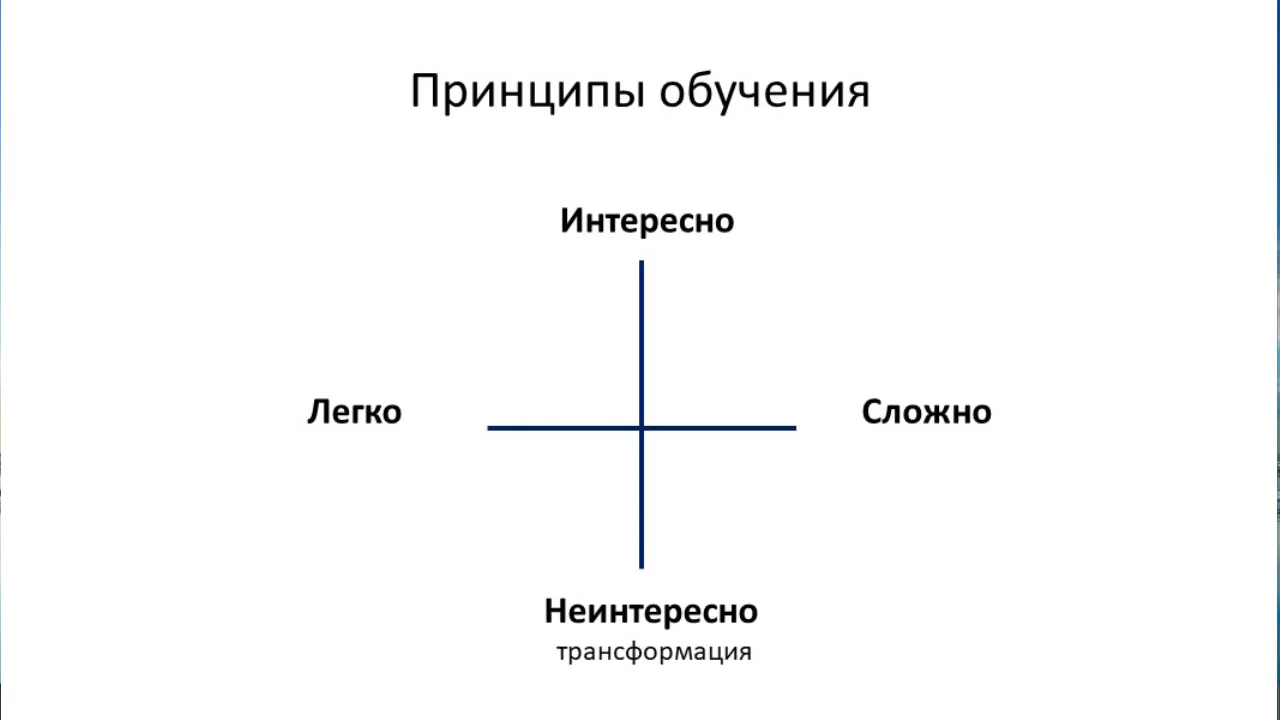 Принципы обучения
Интересно
Легко
Сложно
Неинтересно
трансформация